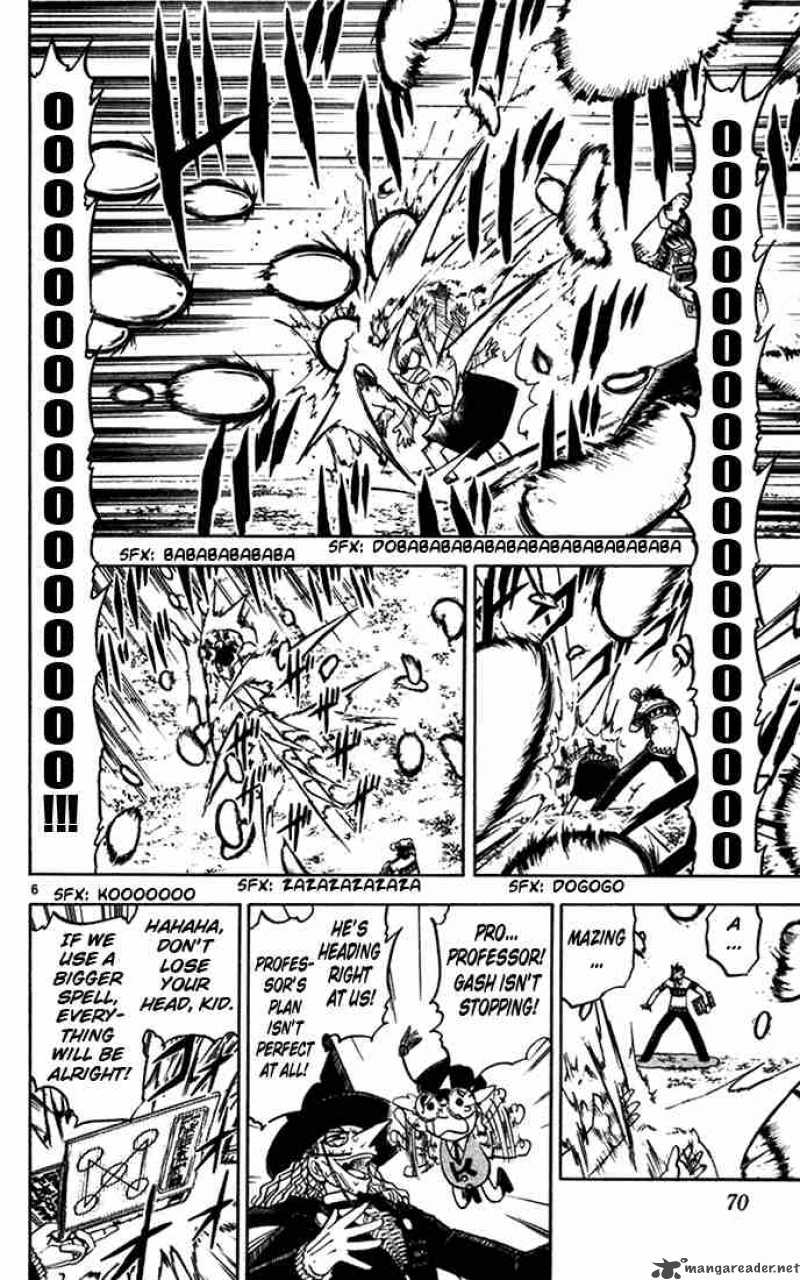 OOOOOOOOOOOOOOOOO
OOOOOOOOOOOOOOOOO!!!
SFX: DOBABABABABABABABABABABABABA
SFX: BABABABABABA
SFX: DOGOGO
SFX: ZAZAZAZAZAZA
SFX: KOOOOOOO
6
A
...
MAZING
...
PRO...
PROFESSOR!
GASH ISN'T
STOPPING!
HE'S
HEADING
RIGHT
AT US!
PROFES-
SOR'S
PLAN
ISN'T
PERFECT
AT ALL!
HAHAHA,
DON'T
LOSE
YOUR
HEAD, KID.
IF WE
USE A
BIGGER
SPELL,
EVERY-
THING
WILL BE
ALRIGHT!
70
mangareader.net